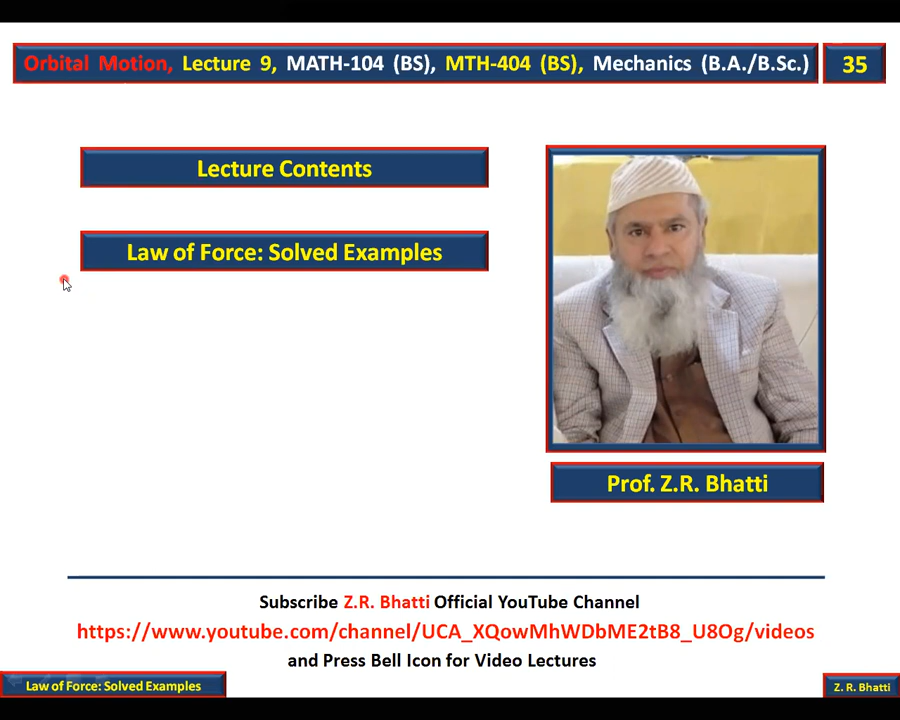 Orbital Motion, Lecture 9, MATH-104 (BS), MTH-404 (BS), Mechanics (B.A./B.Sc.) 35
Lecture Contents
Law of Force: Solved Examples
Prof. Z.R. Bhatti
Subscribe Z.R. Bhatti Official YouTube Channel
https://www.youtube.com/channel/UCA_XQowMhWDbME2tB8_U8Og/videos
and Press Bell Icon for Video Lectures
Law of Force: Solved Examples
Z. R. Bhatti